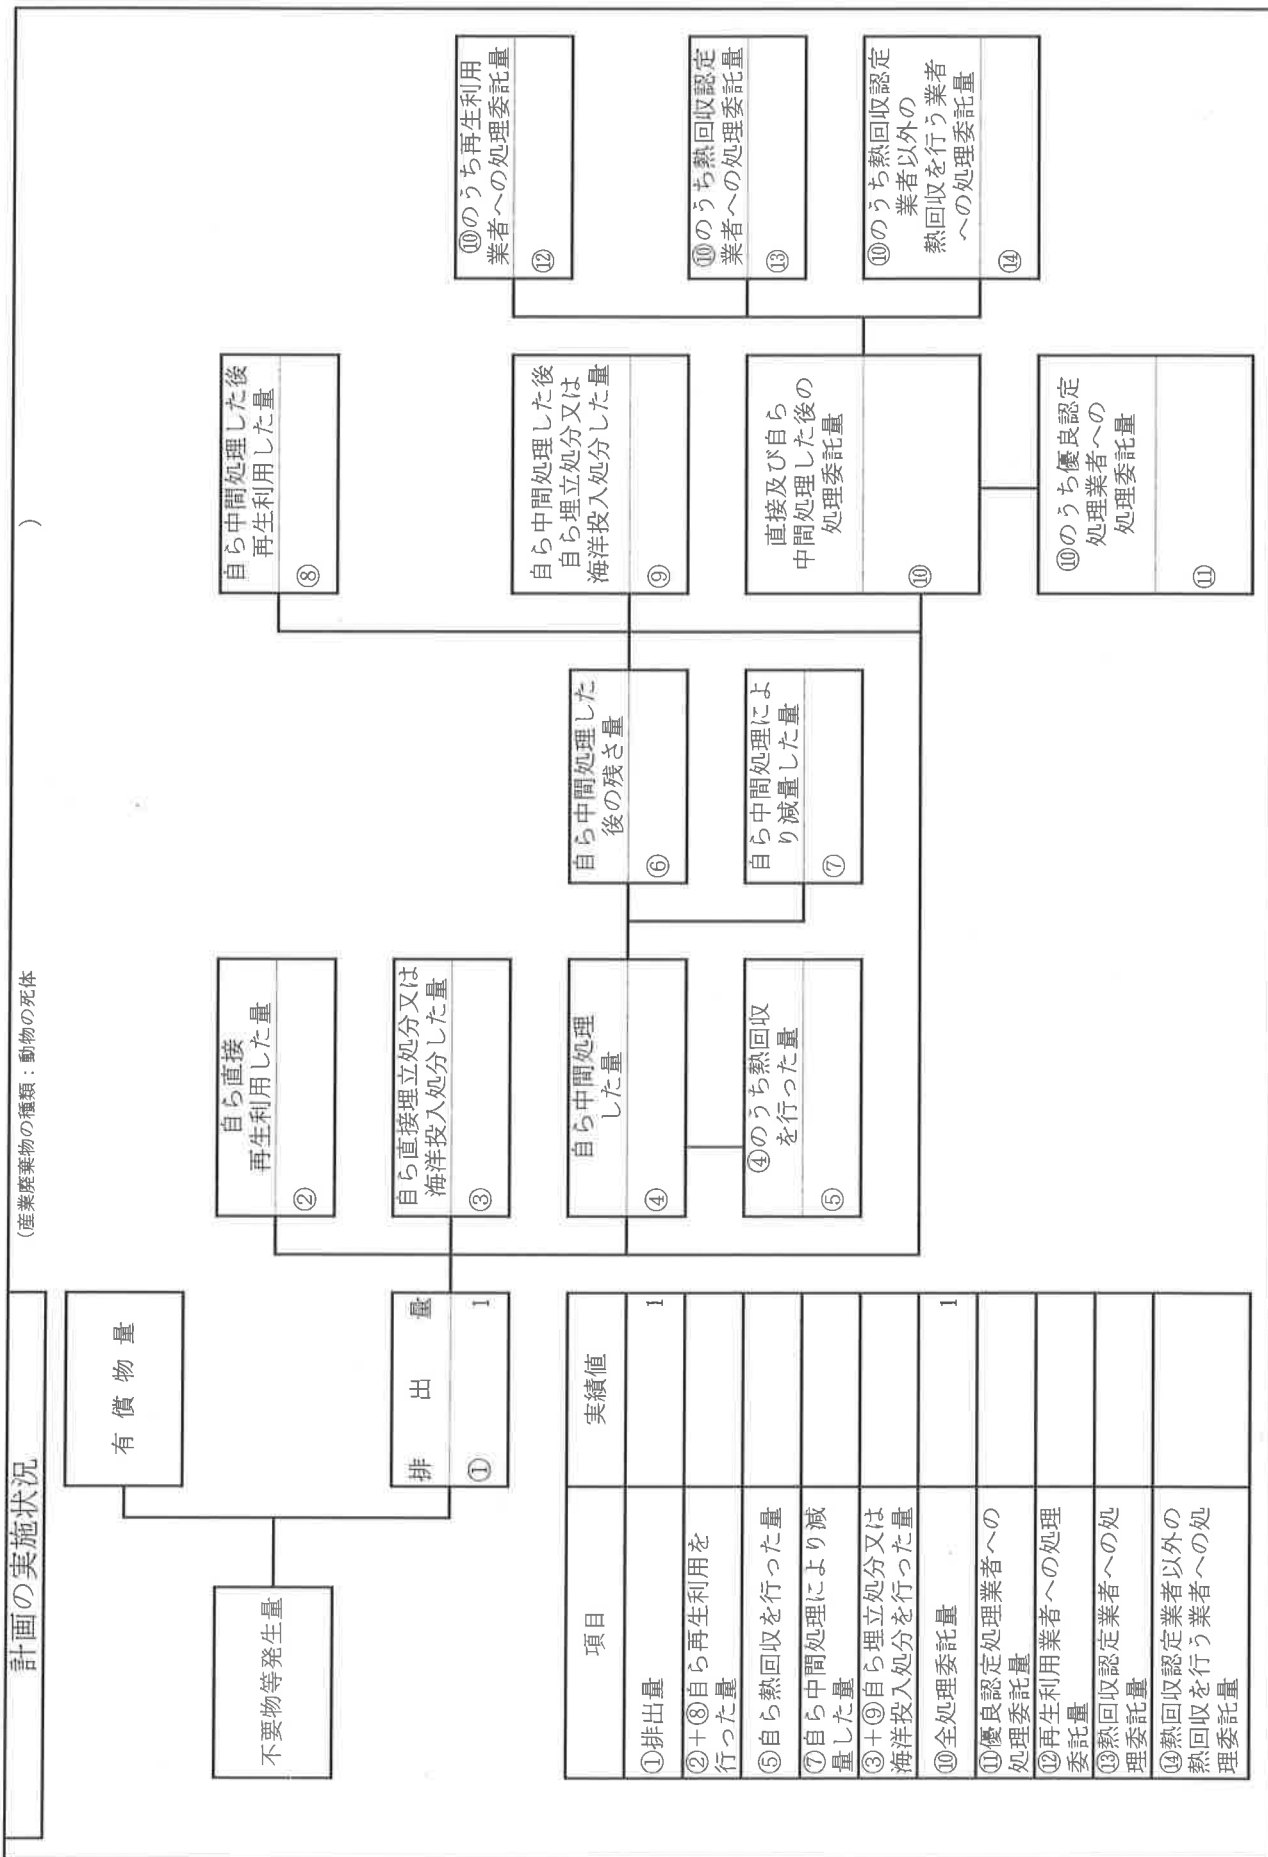 計画の実施状況
(産業廃棄物の種類：動物の死体
)
不要物等発生量
有償物量
排出量
① 1
自ら直接
再生利用した量
②
自ら直接埋立処分又は
海洋投入処分した量
③
自ら中間処理
した量
④
④のうち熱回収
を行った量
⑤
自ら中間処理した
後の残さ量
⑥
自ら中間処理によ
り減量した量
⑦
自ら中間処理した後
再生利用した量
⑧
自ら中間処理した後
自ら埋立処分又は
海洋投入処分した量
⑨
直接及び自ら
中間処理した後の
処理委託量
⑩
⑩のうち優良認定
処理業者への
処理委託量
⑪
⑩のうち再生利用
業者への処理委託量
⑫
⑩のうち熱回収認定
業者への処理委託量
⑬
⑩のうち熱回収認定
業者以外の
熱回収を行う業者
への処理委託量
⑭
項目 実績値
①排出量 1
②＋⑧自ら再生利用を
行った量
⑤自ら熱回収を行った量
⑦自ら中間処理により減
量した量
③＋⑨自ら埋立処分又は
海洋投入処分を行った量
⑩全処理委託量 1
⑪優良認定処理業者への
処理委託量
⑫再生利用業者への処理
委託量
⑬熱回収認定業者への処
理委託量
⑭熱回収認定業者以外の
熱回収を行う業者への処
理委託量